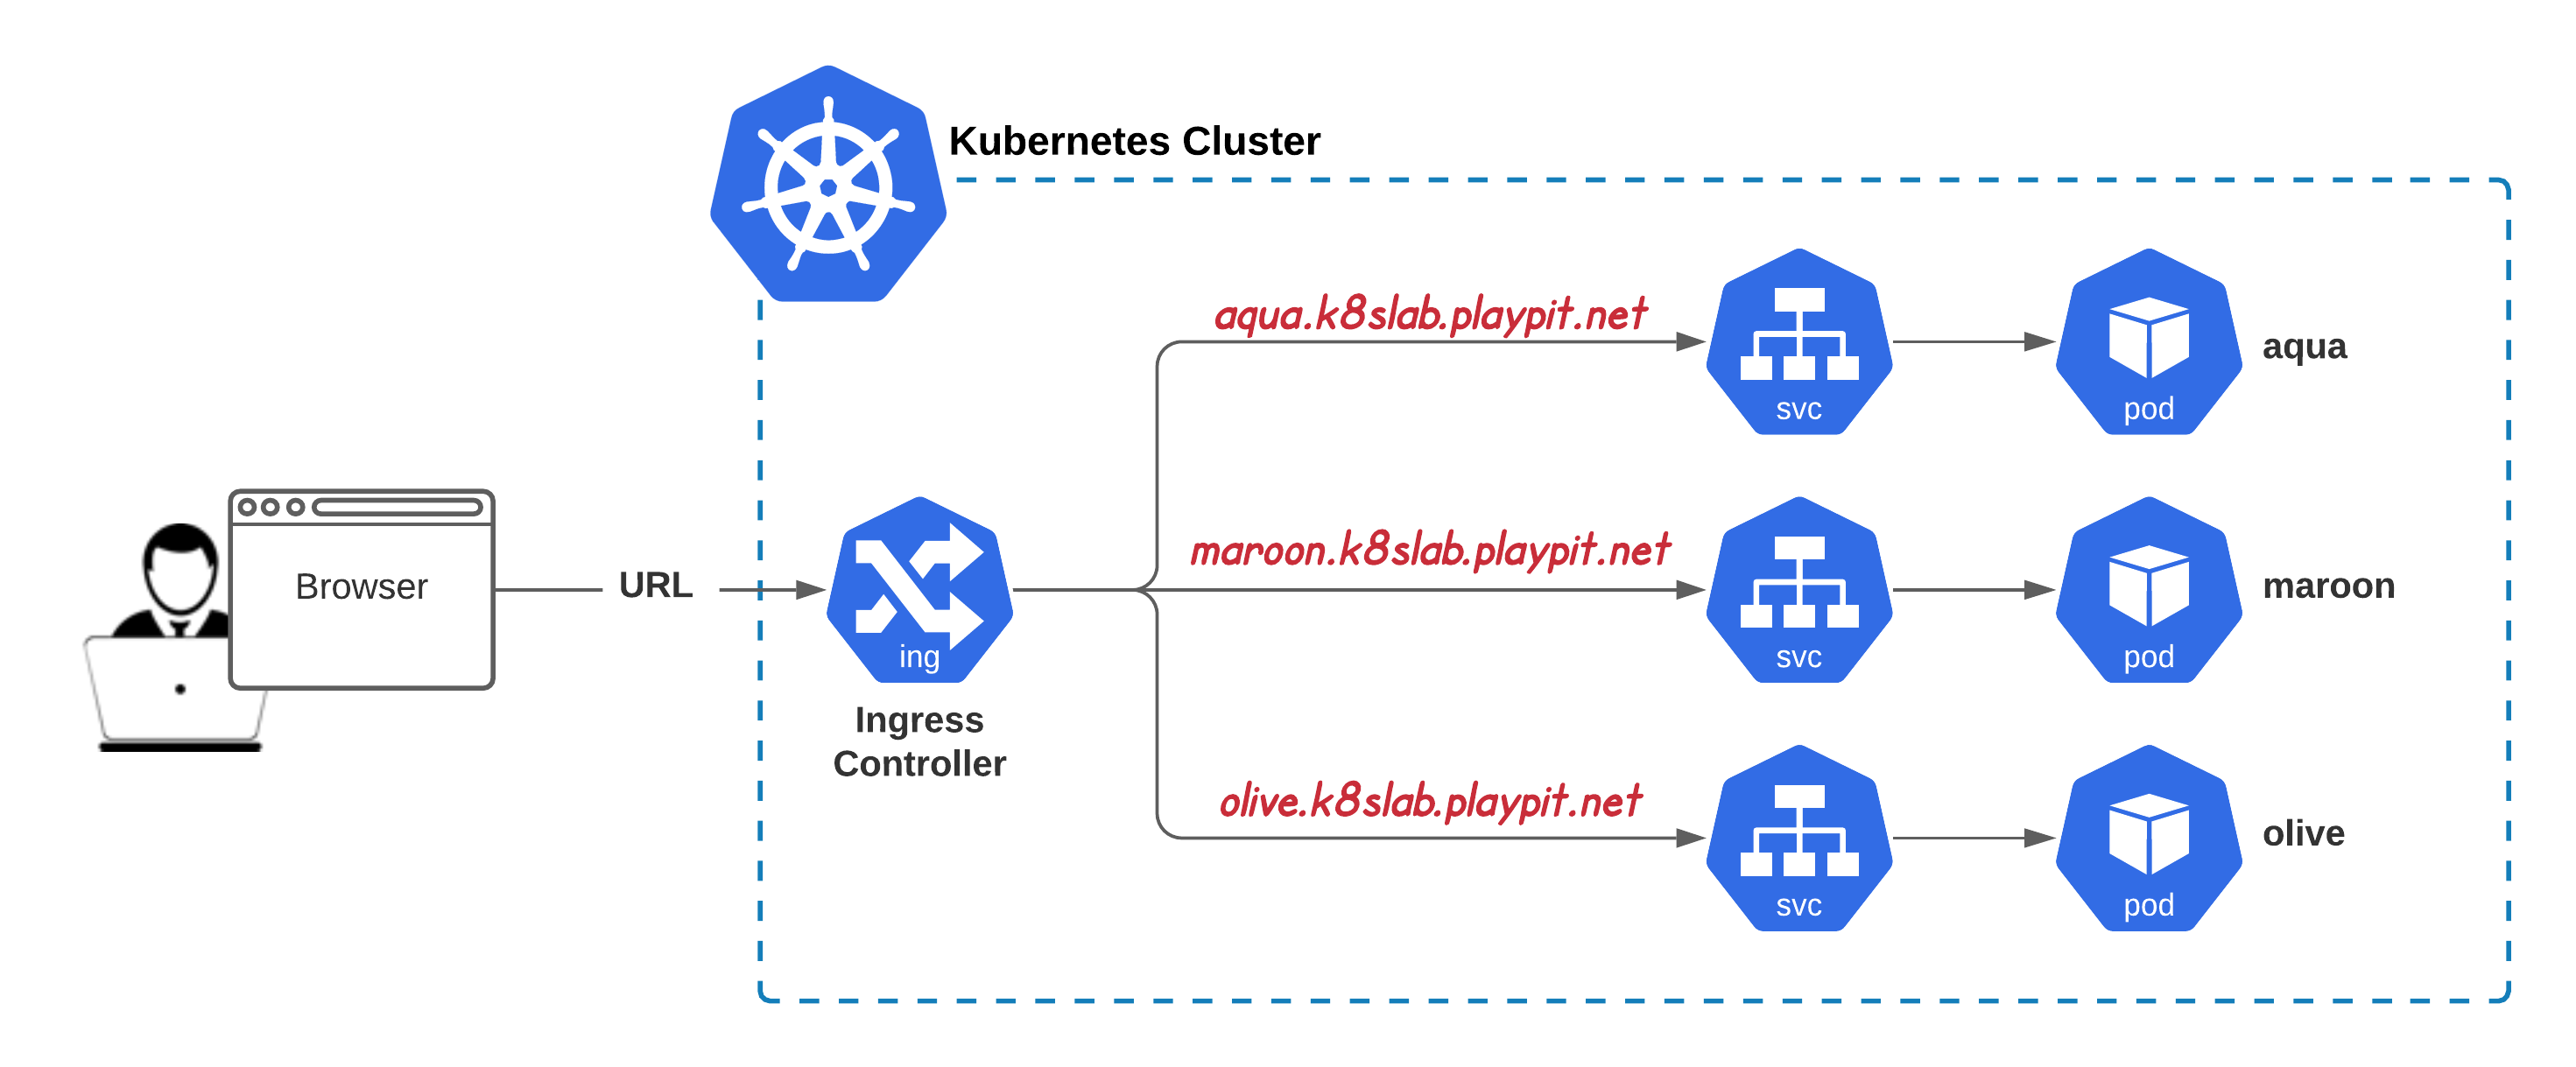 Kubernetes Cluster
aqua.k8slab.playpit.net
svc
pod
aqua
Browser
URL
ing
Ingress
Controller
maroon.k8slab.playpit.net
svc
pod
maroon
olive.k8slab.playpit.net
svc
pod
olive